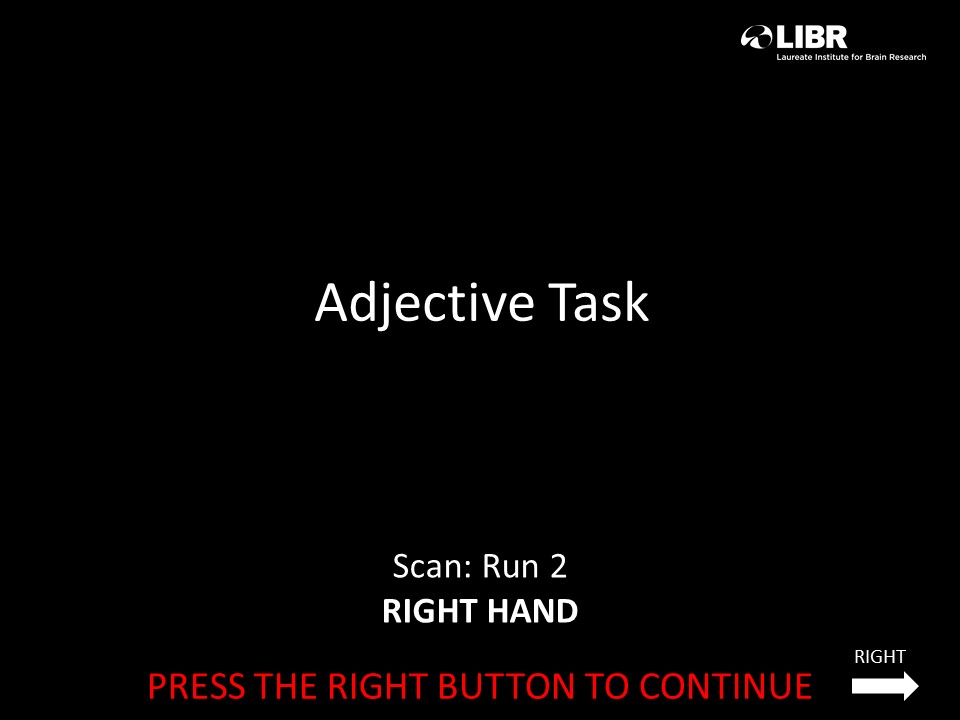 LIBR
Laureate Institute for Brain Research
Adjective Task
Scan: Run 2
RIGHT HAND
RIGHT
PRESS THE RIGHT BUTTON TO CONTINUE